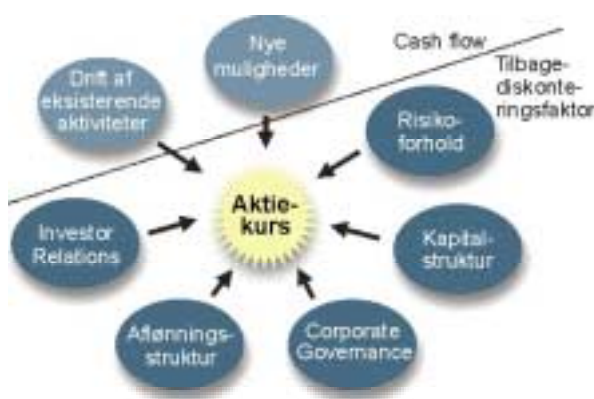 Nye
muligheder
Cash flow
Tilbage-
diskonte-
ringsfaktor
Drift af
eksisterende
aktiviteter
Risiko-
forhold
Aktie-
kurs
Investor
Relations
Kapital-
struktur
Aflønnings-
struktur
Corporate
Governance